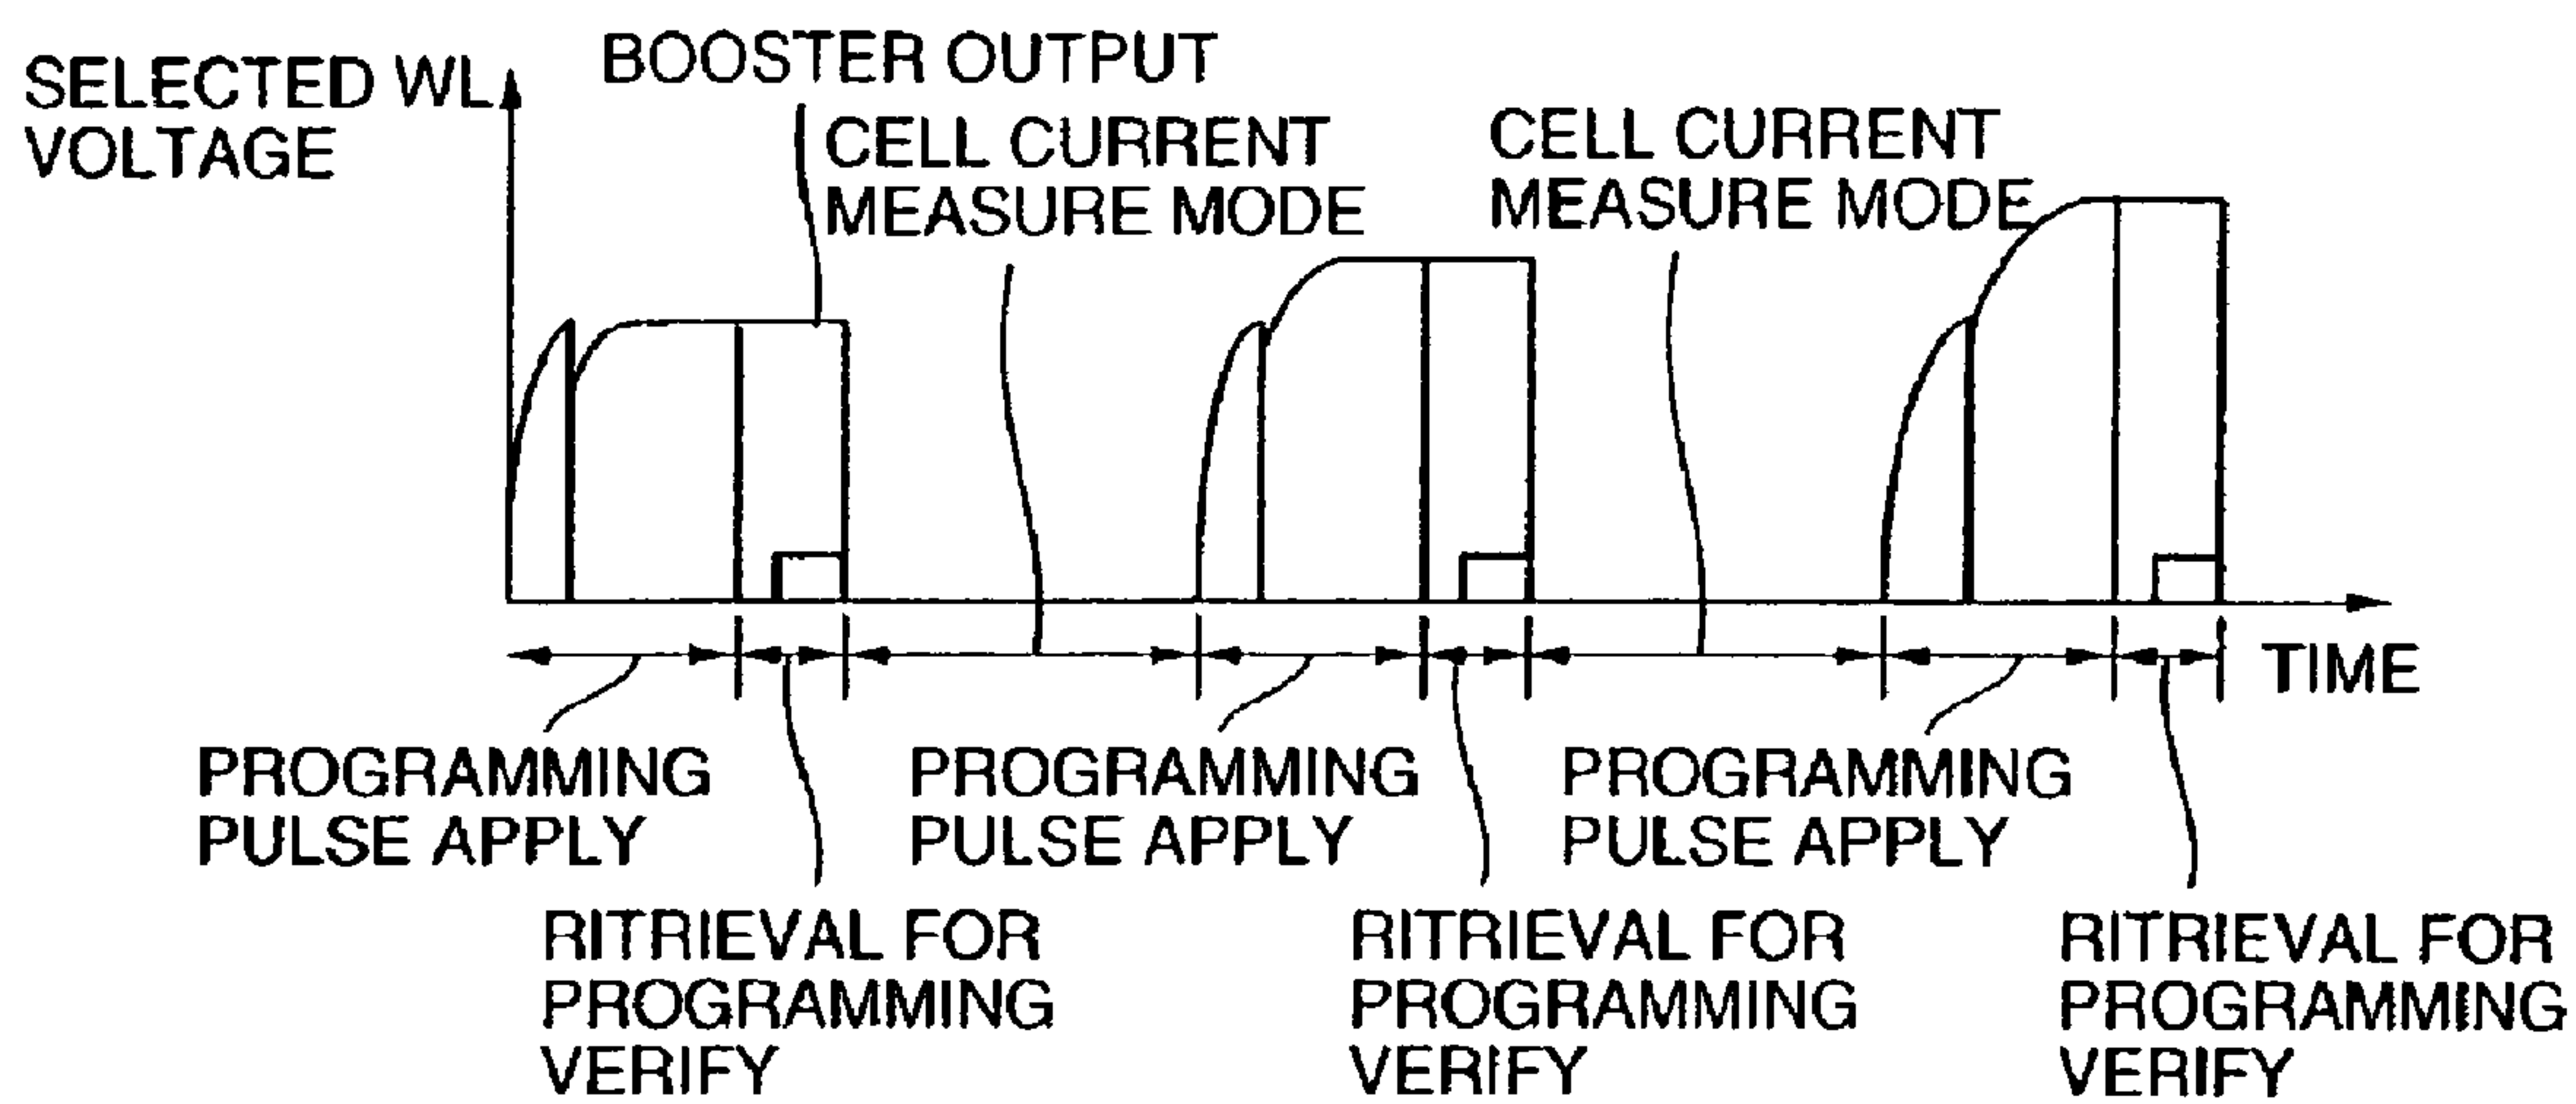 SELECTED WL
VOLTAGE
BOOSTER OUTPUT
CELL CURRENT
MEASURE MODE
CELL CURRENT
MEASURE MODE
TIME
PROGRAMMING
PULSE APPLY
PROGRAMMING
PULSE APPLY
PROGRAMMING
PULSE APPLY
RITRIEVAL FOR
PROGRAMMING
VERIFY
RITRIEVAL FOR
PROGRAMMING
VERIFY
RITRIEVAL FOR
PROGRAMMING
VERIFY